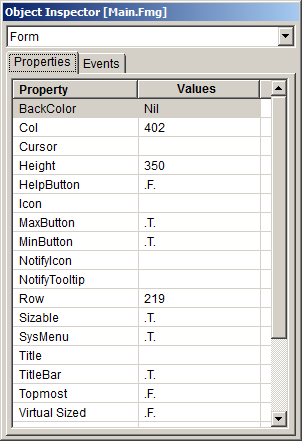 Object Inspector [Main.Fmg]
Form
Properties Events
Property Values
BackColor Nil
Col 402
Cursor
Height 350
HelpButton .F.
Icon
MaxButton .T.
MinButton .T.
NotifyIcon
NotifyTooltip
Row 219
Sizable .T.
SysMenu .T.
Title
TitleBar .T.
Topmost .F.
Virtual Sized .F.